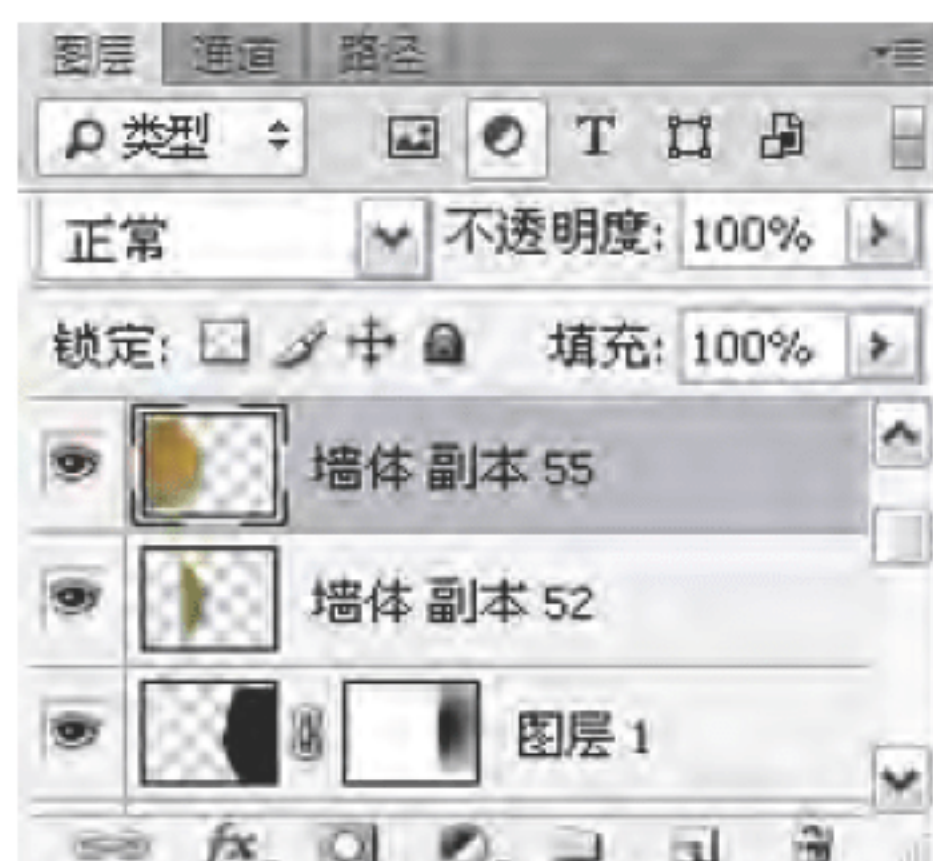 图层 通道 路径
类型 T
正常 不透明度: 100%
锁定: 填充: 100%
墙体 副本 55
墙体 副本 52
图层 1
fx